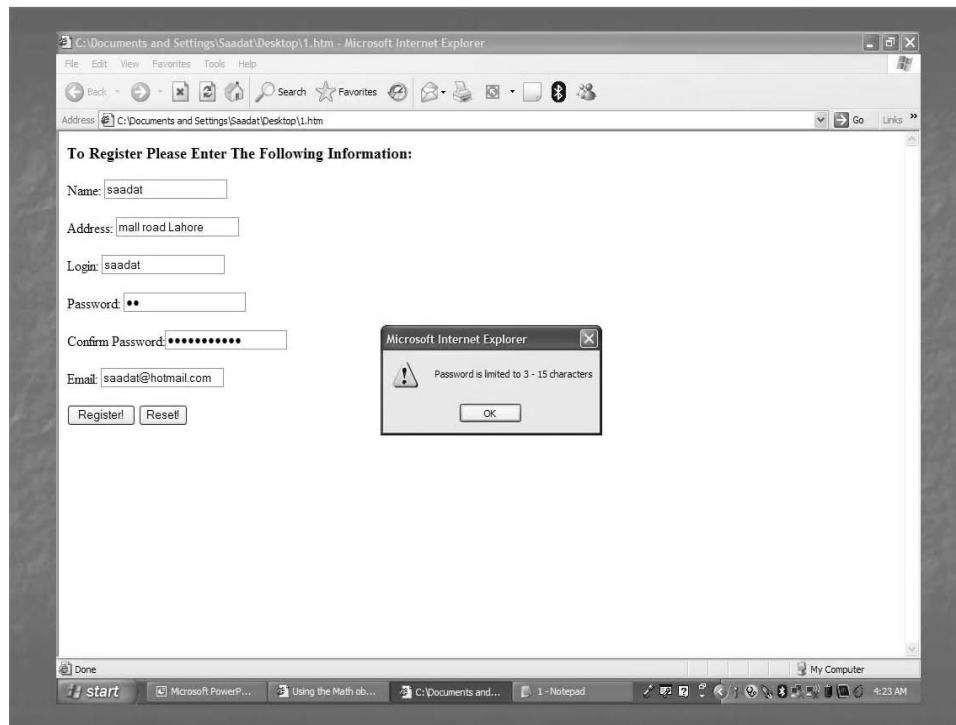 C:\Documents and Settings\Saadat\Desktop\1.htm - Microsoft Internet Explorer
File Edit View Favorites Tools Help
Back Search Favorites
Address C:\Documents and Settings\Saadat\Desktop\1.htm Go Links »
To Register Please Enter The Following Information:
Name: saadat
Address: mall road Lahore
Login: saadat
Password: ••
Confirm Password: •••••••••••
Email: saadat@hotmail.com
Register! Reset!
Microsoft Internet Explorer
Password is limited to 3 - 15 characters
OK
Done My Computer
start Microsoft PowerP... Using the Math ob... C:\Documents and... 1 - Notepad 4:23 AM